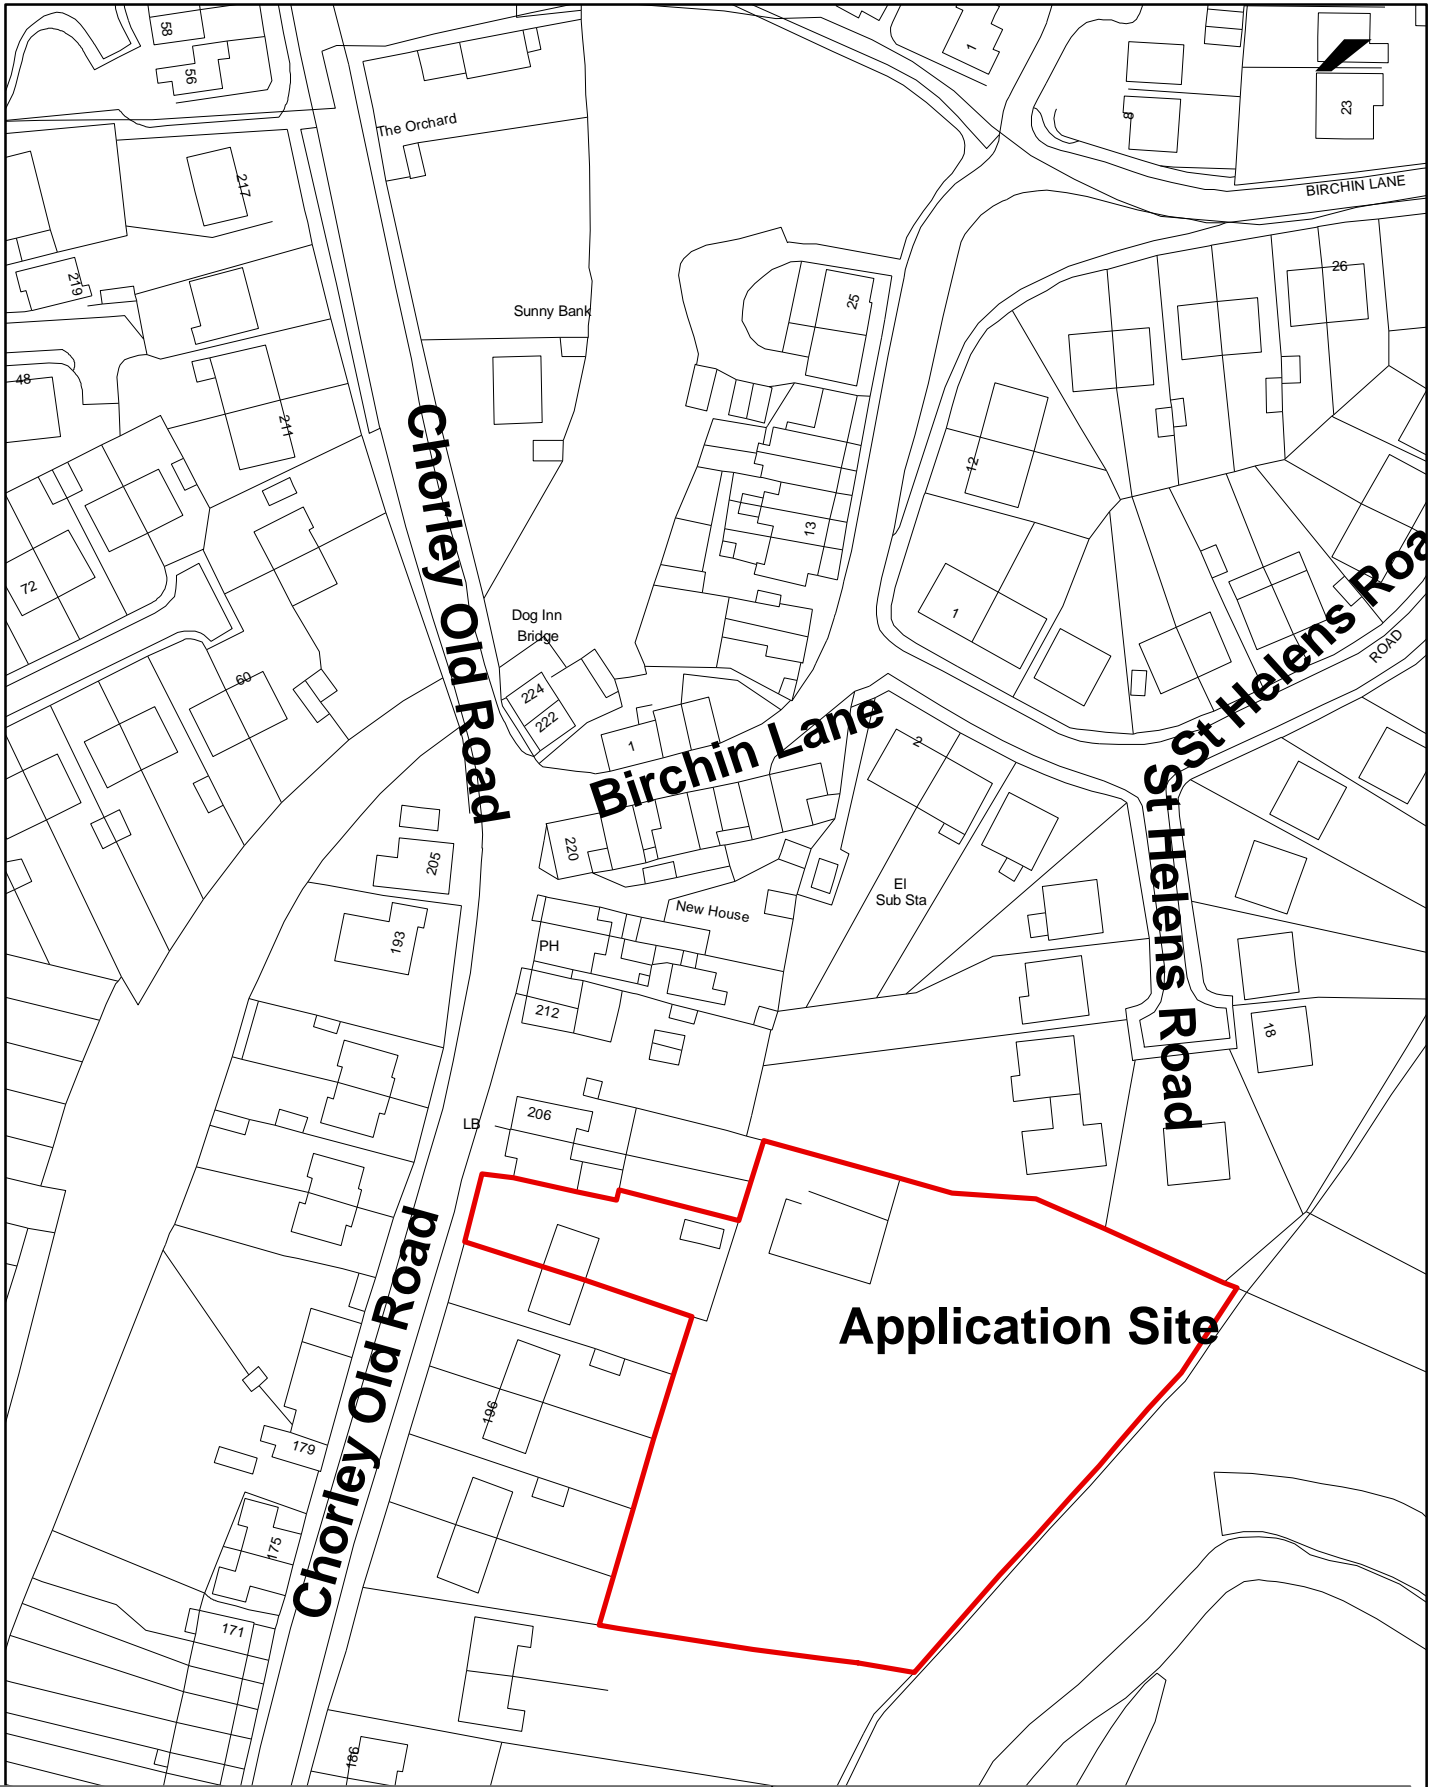 58
56
1
8
23
The Orchard
217
BIRCHIN LANE
219
26
25
Sunny Bank
48
211
Chorley Old Road
12
13
72
1
St Helens Roa
Dog Inn
Bridge
ROAD
60
224
222
1
Birchin Lane
2
220
205
El
Sub Sta
St Helens Road
New House
193
PH
212
18
206
LB
Application Site
Chorley Old Road
196
179
175
171
186